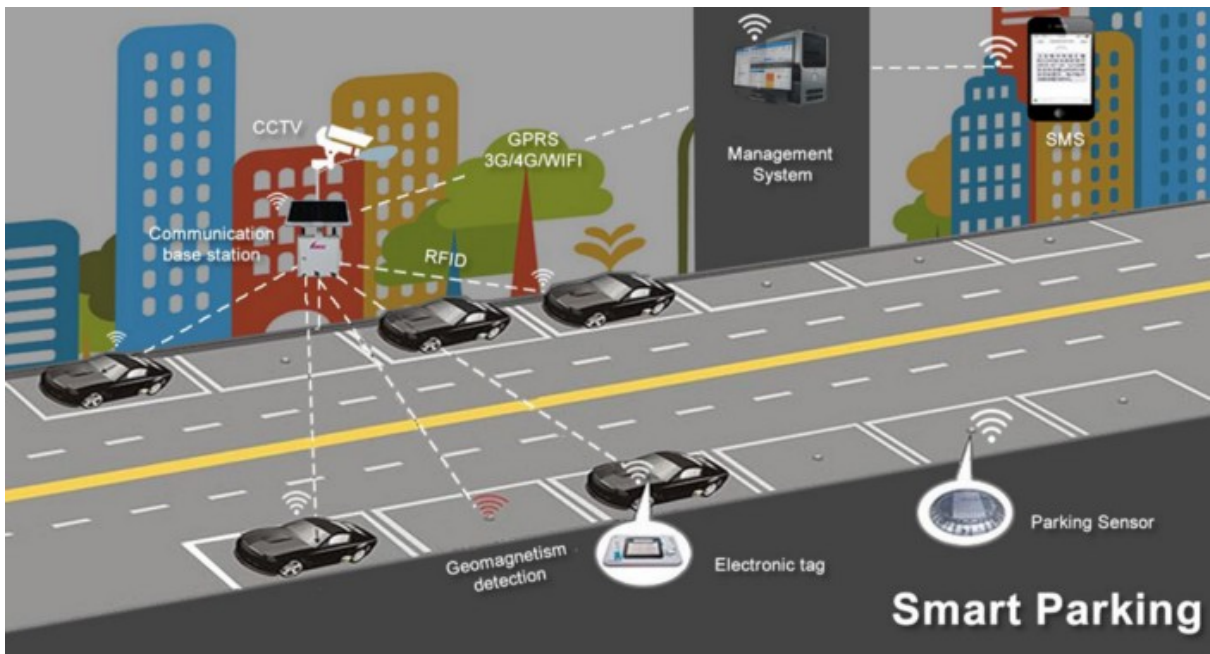 CCTV
GPRS
3G/4G/WIFI
Management
System
SMS
Communication
base station
RFID
Geomagnetism
detection
Electronic tag
Parking Sensor
Smart Parking